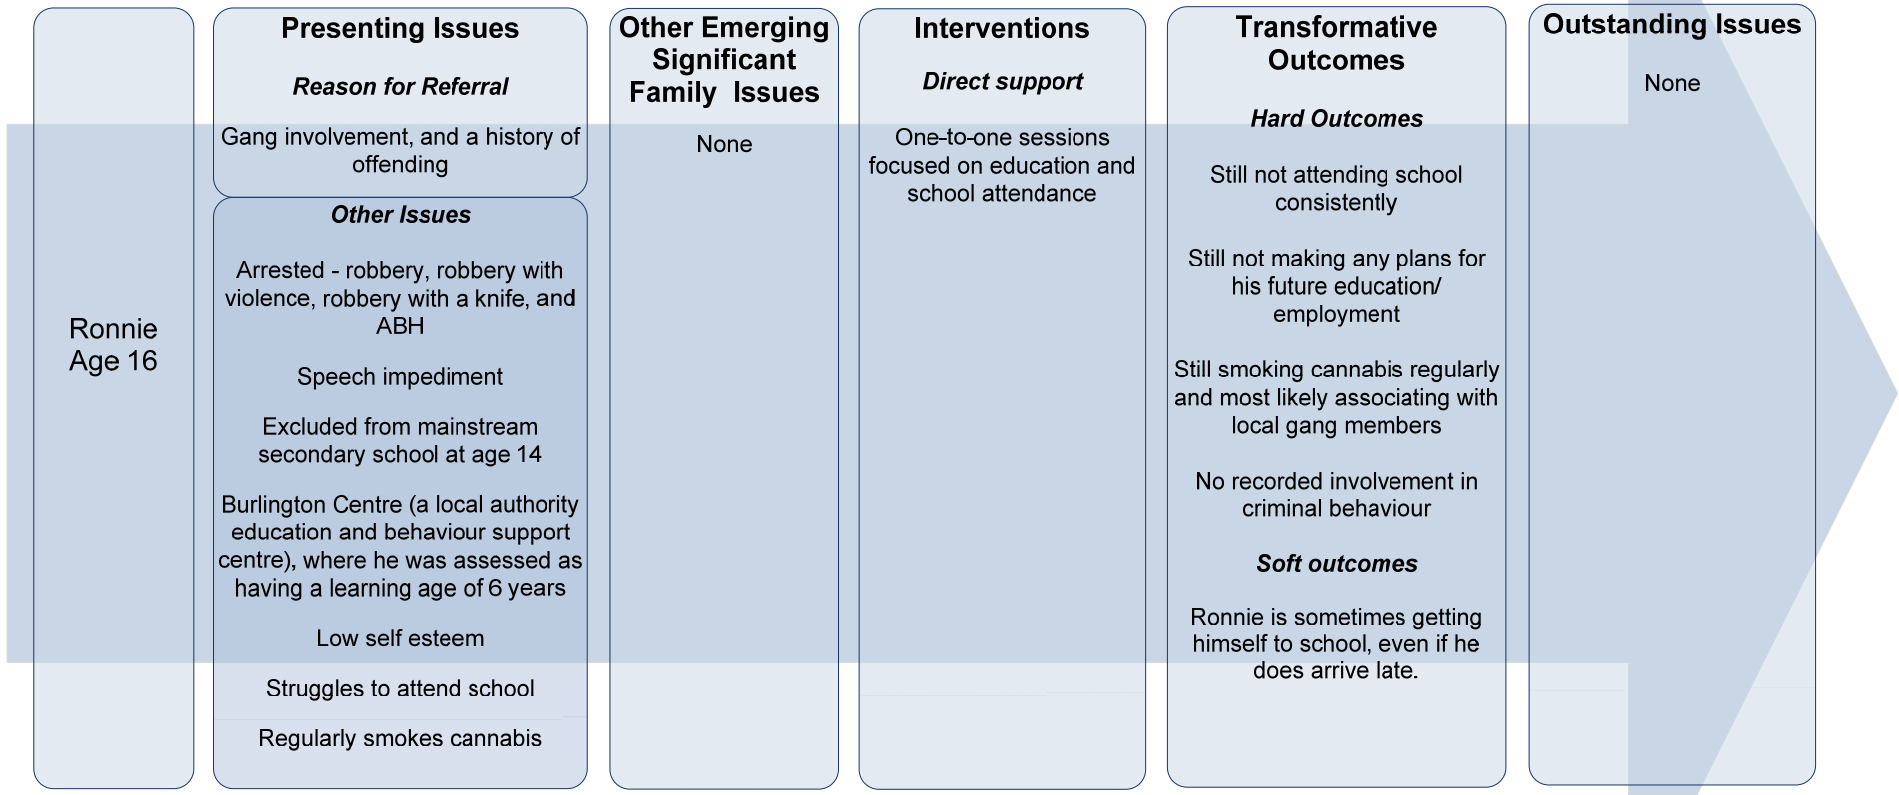 Ronnie
Age 16
Presenting Issues
Reason for Referral
Gang involvement, and a history of
offending
Other Issues
Arrested - robbery, robbery with
violence, robbery with a knife, and
ABH
Speech impediment
Excluded from mainstream
secondary school at age 14
Burlington Centre (a local authority
education and behaviour support
centre), where he was assessed as
having a learning age of 6 years
Low self esteem
Struggles to attend school
Regularly smokes cannabis
Other Emerging
Significant
Family Issues
None
Interventions
Direct support
One-to-one sessions
focused on education and
school attendance
Transformative
Outcomes
Hard Outcomes
Still not attending school
consistently
Still not making any plans for
his future education/
employment
Still smoking cannabis regularly
and most likely associating with
local gang members
No recorded involvement in
criminal behaviour
Soft outcomes
Ronnie is sometimes getting
himself to school, even if he
does arrive late.
Outstanding Issues
None